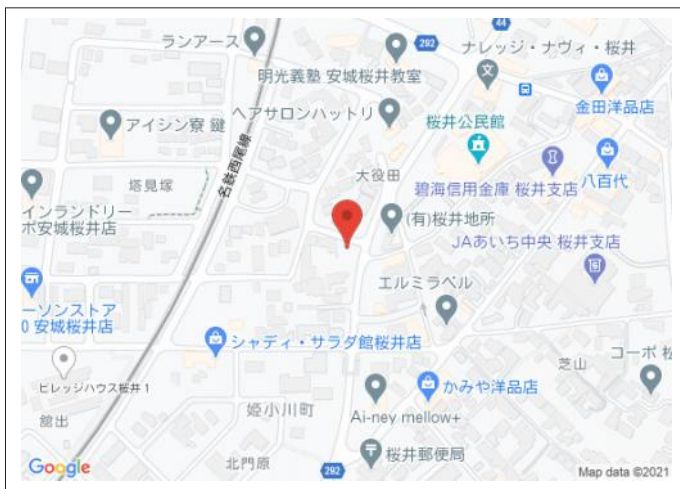 44
ランアース
292
ナレッジ・ナヴィ・桜井
明光義塾 安城桜井教室
文
金田洋品店
ヘアサロンハットリ
アイシン寮 鍵
桜井公民館
名鉄西尾線
大役田
塔見塚
碧海信用金庫 桜井支店
八百代
インランドリー
ポ安城桜井店
(有)桜井地所
JAあいち中央 桜井支店
エルミラベル
ーソンストア
0 安城桜井店
シャディ・サラダ館桜井店
芝山
コーポ 松
ビレッジハウス桜井 1
かみや洋品店
姫小川町
Ai-ney mellow+
舘出
桜井郵便局
北門原
292
Google
Map data ©2021